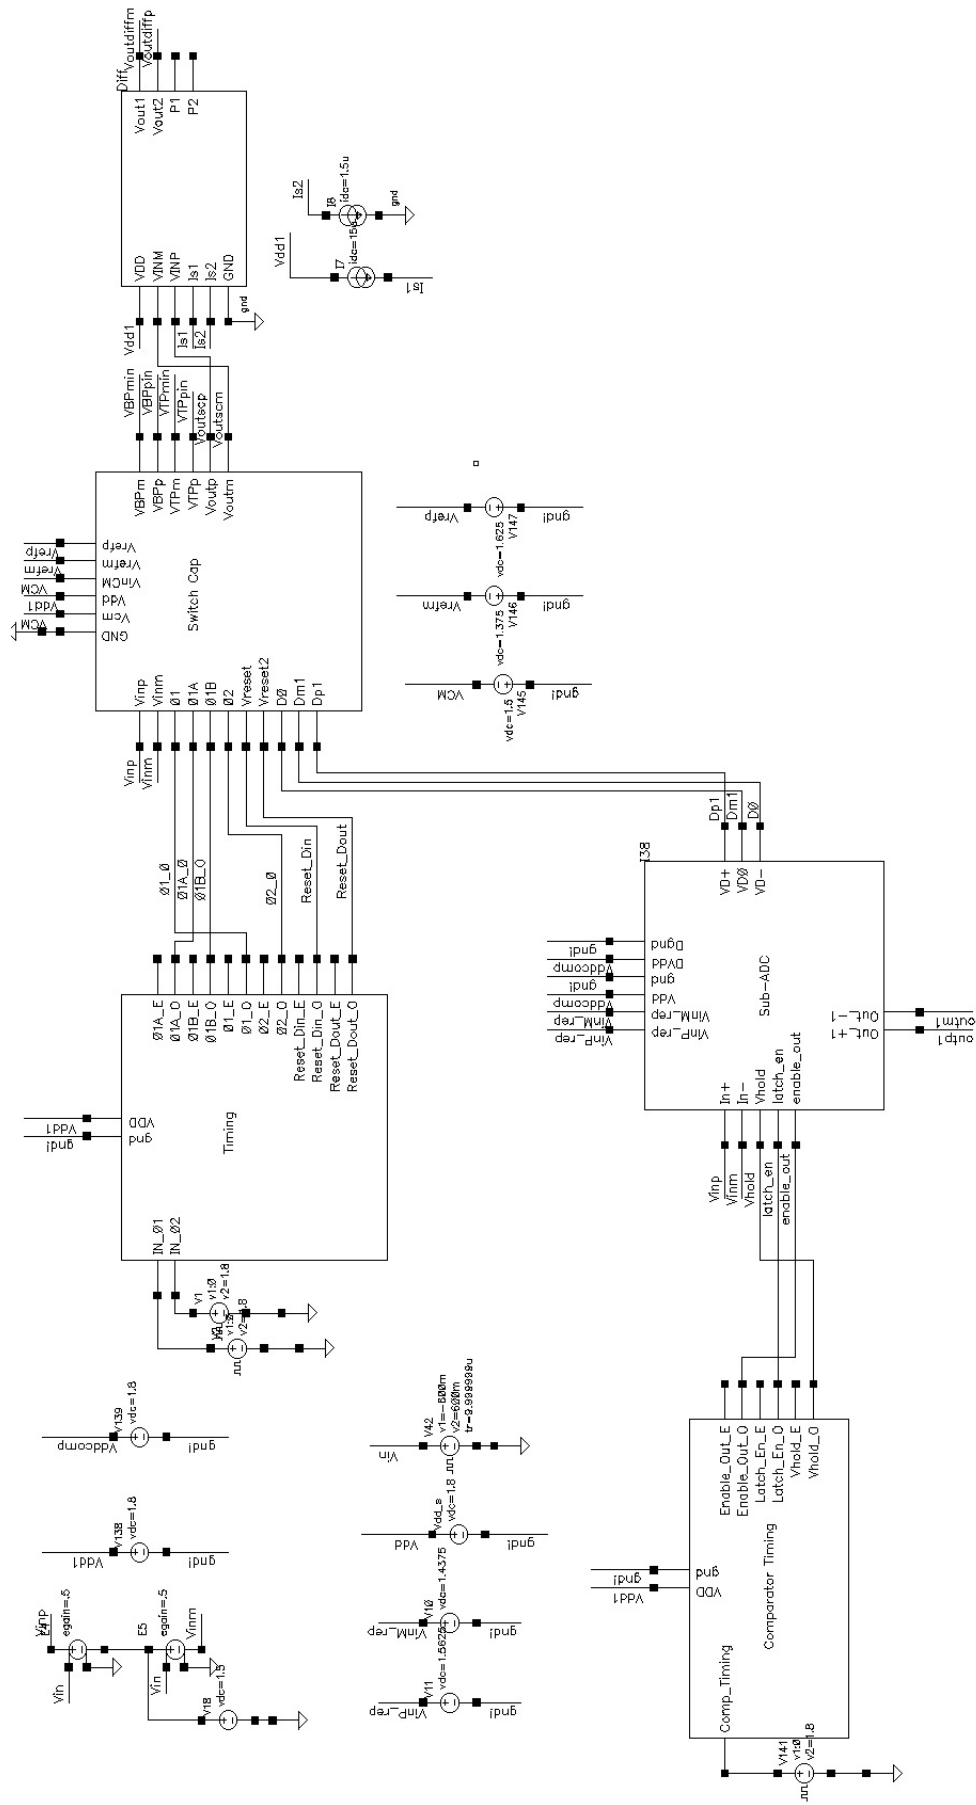 Voutdiffm
Voutdiffp
Diff
Vout1
Vout2
P1
P2
VDD
VINM
VINP
Is1
Is2
GND
gnd
Vdd1
Is1
Is2
Is2
I8
idc=1.5u
gnd
Vdd1
I7
Is1
VBPmin
VBPpin
VTPmin
VTPpin
Voutscp
Voutscm
VBPm
VBPp
VTPm
VTPp
Voutp
Voutm
Vrefp
Vrefm
VCM
Vdd1
VCM
Vrefp
Vrefm
VinCM
Vdd
Vcm
GND
Switch Cap
Vinp
Vinm
Ø1
Ø1A
Ø1B
Ø2
Vreset
Vreset2
DØ
Dm1
Dp1
Vinp
Vinm
Vrefp
gnd!
V147
vdc=1.625
Vrefm
gnd!
V146
vdc=1.375
VCM
gnd!
V145
vdc=1.5
Ø1_Ø
Ø1A_Ø
Ø1B_O
Ø2_Ø
Reset_Din
Reset_Dout
Ø1A_E
Ø1A_O
Ø1B_E
Ø1B_O
Ø1_E
Ø1_O
Ø2_E
Ø2_O
Reset_Din_E
Reset_Din_O
Reset_Dout_E
Reset_Dout_O
Vdd1
gnd!
VDD
gnd
Timing
IN_Ø1
IN_Ø2
V1
v1:Ø
v2=1.8
Dp1
Dm1
DØ
I38
VD+
VDØ
VD-
gnd!
Vddcomp
gnd!
Vddcomp
VinM_rep
VinP_rep
Dgnd
DVdd
gnd
Vdd
VinM_rep
VinP_rep
Sub-ADC
Out_-1
Out_+1
outm1
outp1
In+
In-
Vhold
latch_en
enable_out
Vinp
Vinm
Vhold
latch_en
enable_out
Vddcomp
V139
vdc=1.8
gnd!
Vdd1
V138
vdc=1.8
gnd!
Vinp
egain=.5
E5
egain=.5
Vinm
Vin
Vin
V18
vdc=1.5
Vin
V42
v1=-600m
v2=600m
tr=9.999999u
Vdd
Vdd_s
vdc=1.8
gnd!
VinM_rep
V10
vdc=1.4375
gnd!
VinP_rep
V11
vdc=1.5625
gnd!
Enable_Out_E
Enable_Out_O
Latch_En_E
Latch_En_O
Vhold_E
Vhold_O
gnd!
Vdd1
gnd
VDD
Comparator Timing
Comp_Timing
V141
v1:Ø
v2=1.8